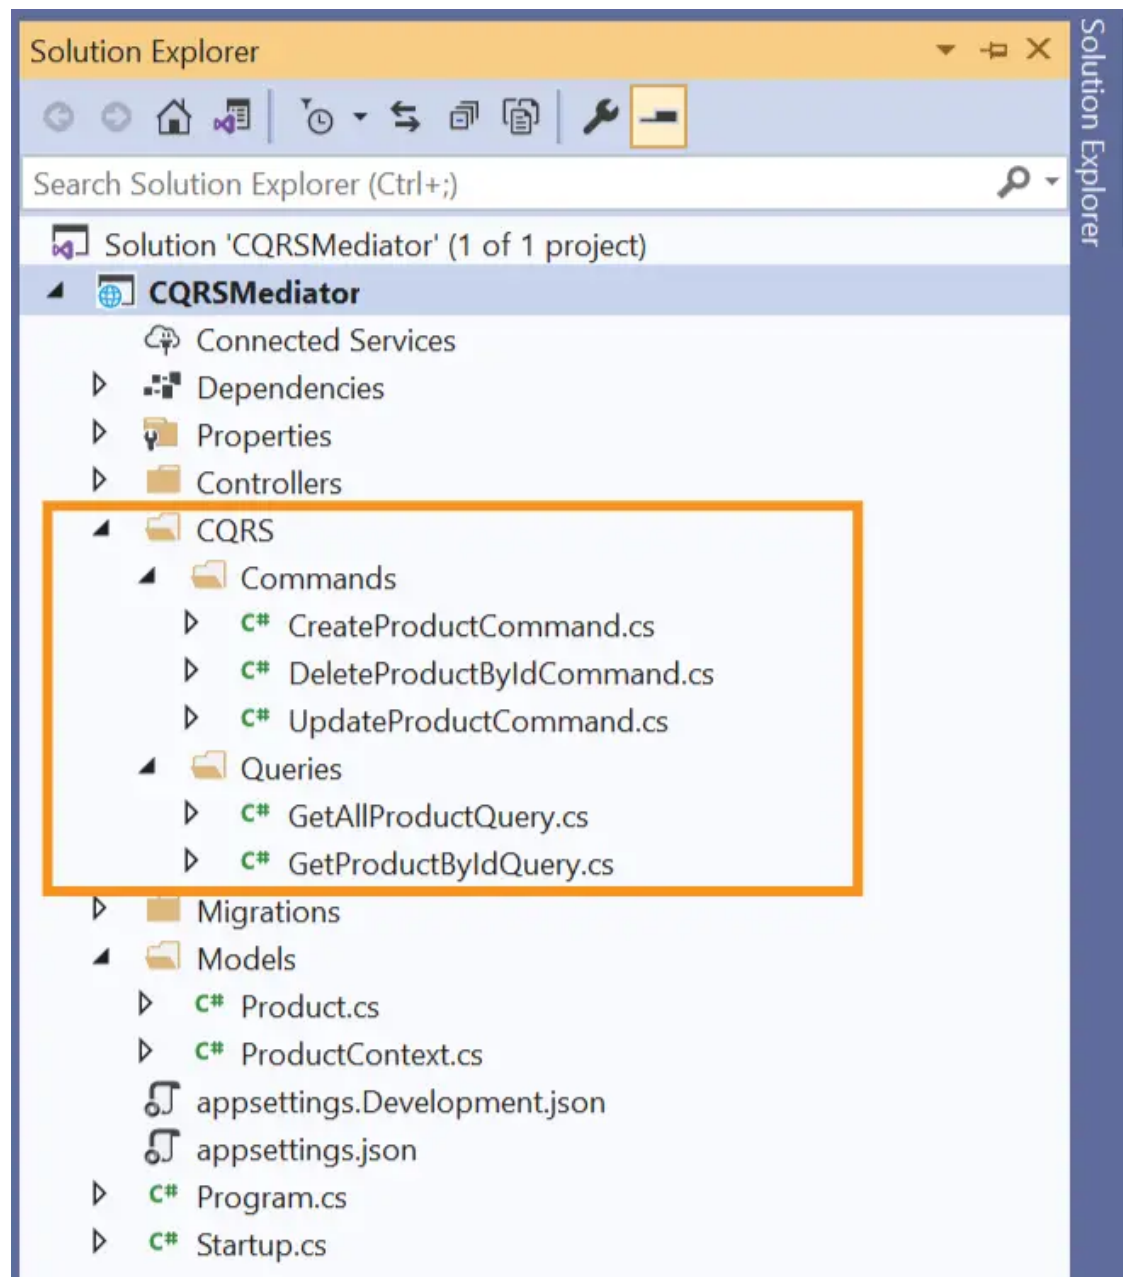 Solution Explorer
Solution Explorer
Search Solution Explorer (Ctrl+;)
Solution 'CQRSMediator' (1 of 1 project)
CQRSMediator
Connected Services
Dependencies
Properties
Controllers
CQRS
Commands
C# CreateProductCommand.cs
C# DeleteProductByIdCommand.cs
C# UpdateProductCommand.cs
Queries
C# GetAllProductQuery.cs
C# GetProductByIdQuery.cs
Migrations
Models
C# Product.cs
C# ProductContext.cs
appsettings.Development.json
appsettings.json
C# Program.cs
C# Startup.cs